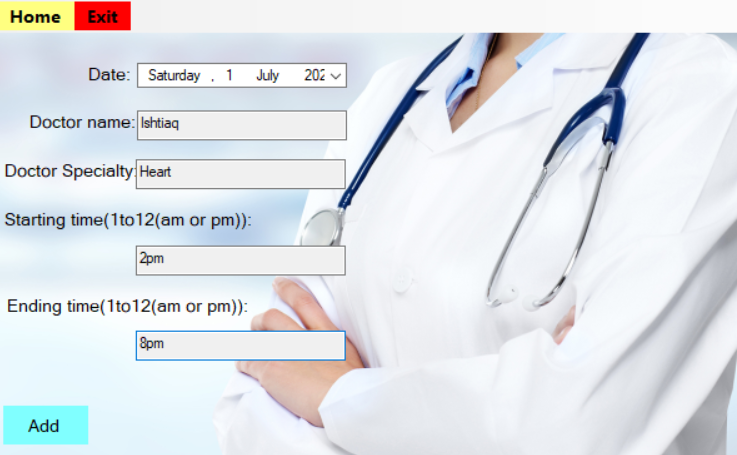 Home Exit
Date: Saturday , 1 July 202
Doctor name: Ishtiaq
Doctor Specialty: Heart
Starting time(1to12(am or pm)):
2pm
Ending time(1to12(am or pm)):
8pm
Add